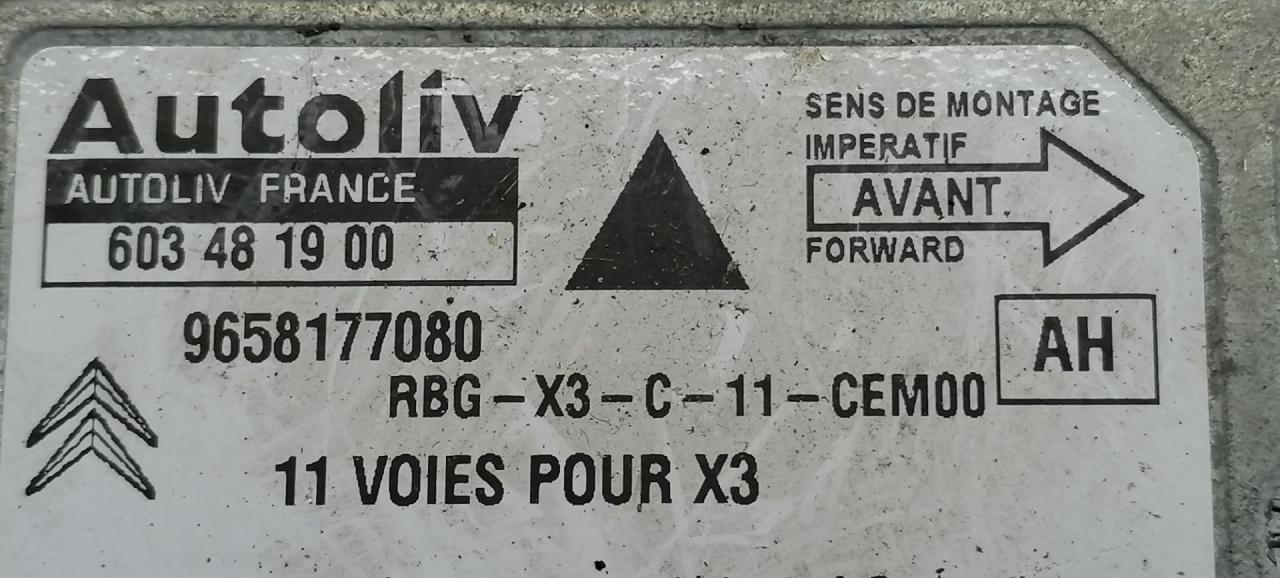 Autoliv
AUTOLIV FRANCE
603 48 19 00
SENS DE MONTAGE
IMPERATIF
AVANT
FORWARD
9658177080
AH
RBG-X3-C-11-CEM00
11 VOIES POUR X3